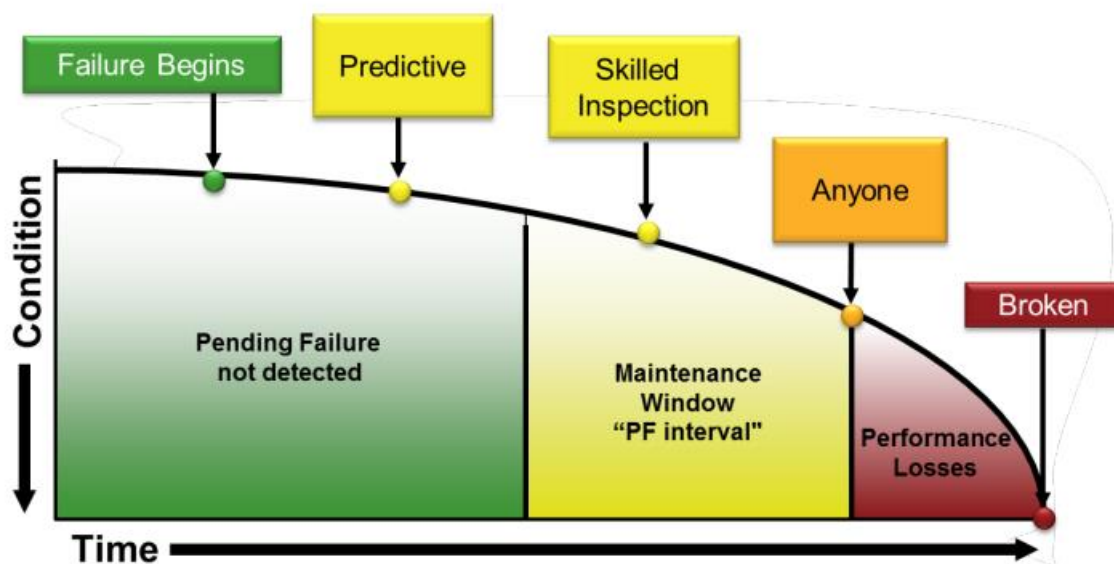 Failure Begins
Predictive
Skilled
Inspection
Anyone
Broken
Condition
Pending Failure
not detected
Maintenance
Window
“PF interval"
Performance
Losses
Time